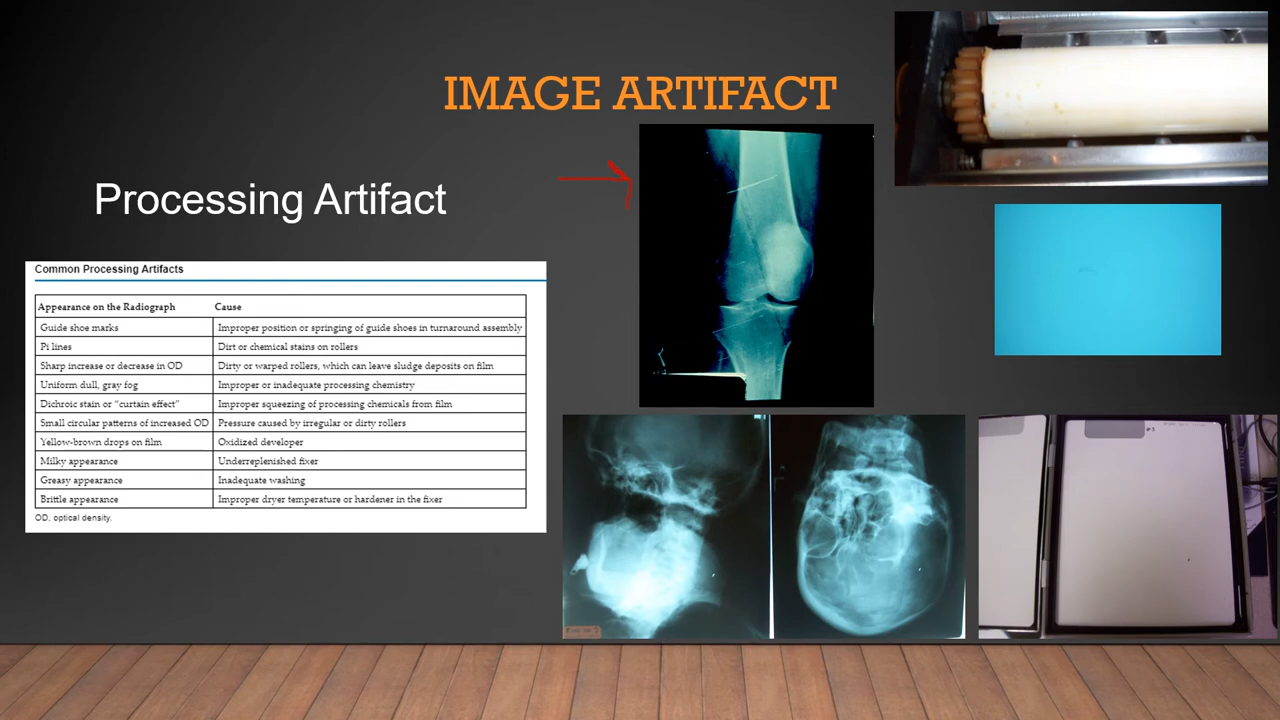 IMAGE ARTIFACT
Processing Artifact
Common Processing Artifacts
Appearance on the Radiograph Cause
Guide shoe marks Improper position or springing of guide shoes in turnaround assembly
Pi lines Dirt or chemical stains on rollers
Sharp increase or decrease in OD Dirty or warped rollers, which can leave sludge deposits on film
Uniform dull, gray fog Improper or inadequate processing chemistry
Dichroic stain or “curtain effect” Improper squeezing of processing chemicals from film
Small circular patterns of increased OD Pressure caused by irregular or dirty rollers
Yellow-brown drops on film Oxidized developer
Milky appearance Underreplenished fixer
Greasy appearance Inadequate washing
Brittle appearance Improper dryer temperature or hardener in the fixer
OD, optical density.